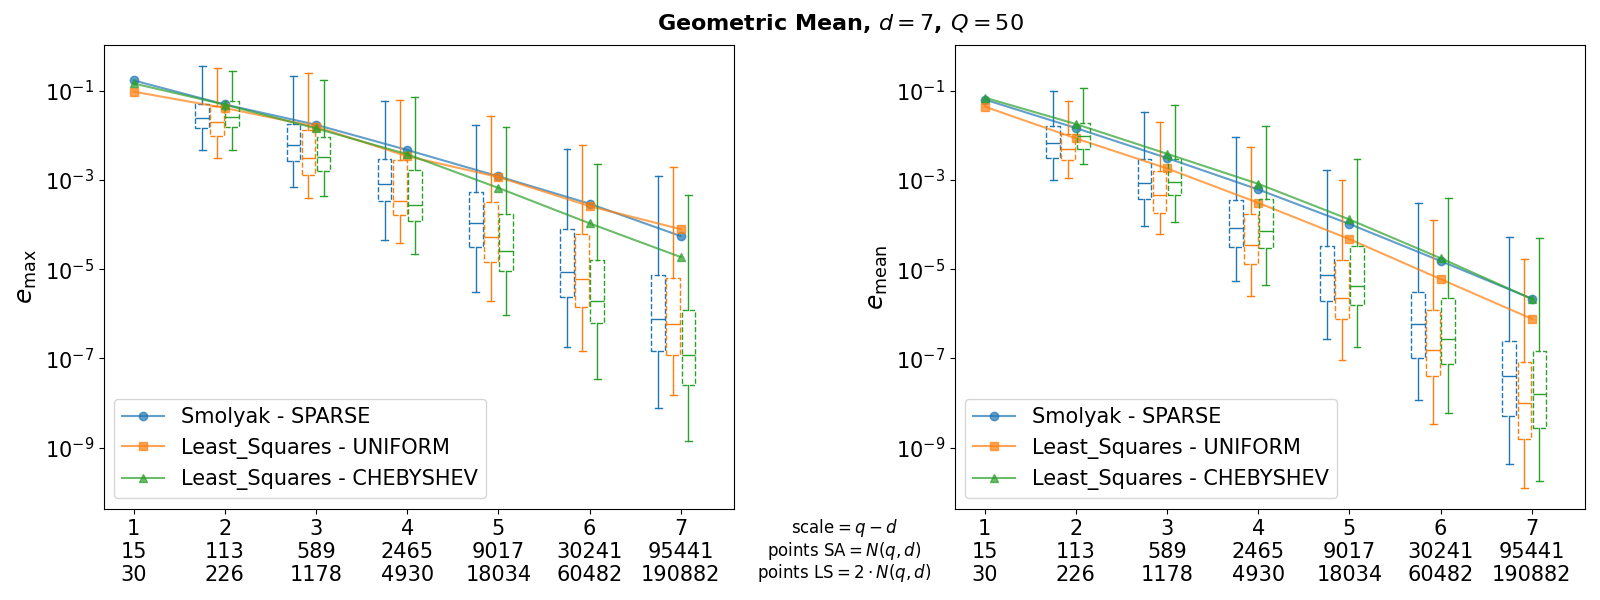 Geometric Mean, d = 7, Q = 50
10⁻¹
10⁻³
10⁻⁵
10⁻⁷
10⁻⁹
e_max
Smolyak - SPARSE
Least_Squares - UNIFORM
Least_Squares - CHEBYSHEV
1 2 3 4 5 6 7
15 113 589 2465 9017 30241 95441
30 226 1178 4930 18034 60482 190882
scale = q − d
points SA = N(q, d)
points LS = 2 · N(q, d)
10⁻¹
10⁻³
10⁻⁵
10⁻⁷
10⁻⁹
e_mean
Smolyak - SPARSE
Least_Squares - UNIFORM
Least_Squares - CHEBYSHEV
1 2 3 4 5 6 7
15 113 589 2465 9017 30241 95441
30 226 1178 4930 18034 60482 190882